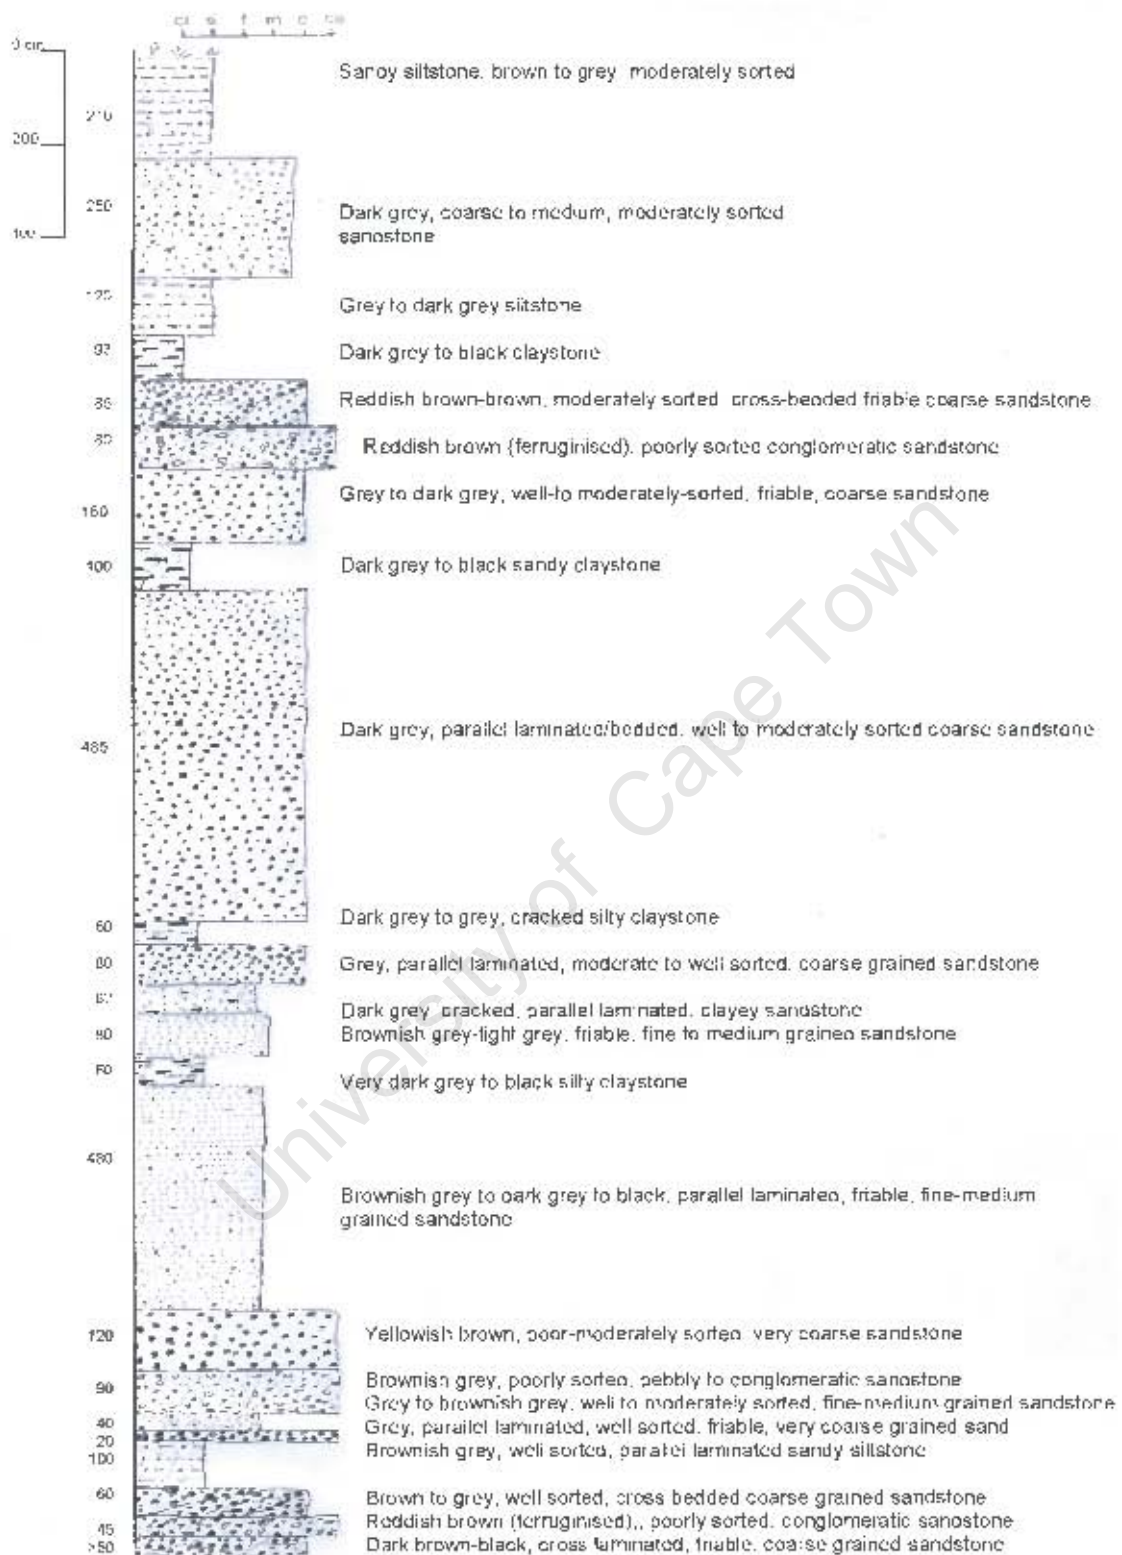 cl s f m c
0 cm
Sandy siltstone, brown to grey, moderately sorted
210
200
250
Dark grey, coarse to medium, moderately sorted
sandstone
400
Grey to dark grey siltstone
Dark grey to black claystone
Reddish brown-brown, moderately sorted, cross-bedded friable coarse sandstone
Reddish brown (ferruginised), poorly sorted conglomeratic sandstone
Grey to dark grey, well-to moderately-sorted, friable, coarse sandstone
160
100
Dark grey to black sandy claystone
Dark grey, parallel laminated/bedded, well to moderately sorted coarse sandstone
485
Dark grey to grey, cracked silty claystone
60
80
Grey, parallel laminated, moderate to well sorted, coarse grained sandstone
Dark grey, cracked, parallel laminated, clayey sandstone
Brownish grey-light grey, friable, fine to medium grained sandstone
50
Very dark grey to black silty claystone
480
Brownish grey to dark grey to black, parallel laminated, friable, fine-medium
grained sandstone
120
Yellowish brown, poor-moderately sorted, very coarse sandstone
Brownish grey, poorly sorted, pebbly to conglomeratic sandstone
90
Grey to brownish grey, well to moderately sorted, fine-medium grained sandstone
40
Grey, parallel laminated, well sorted, friable, very coarse grained sand
20
Brownish grey, well sorted, parallel laminated sandy siltstone
100
60
Brown to grey, well sorted, cross bedded coarse grained sandstone
Reddish brown (ferruginised),, poorly sorted, conglomeratic sandstone
45
Dark brown-black, cross laminated, friable, coarse grained sandstone
>50
University of Cape Town